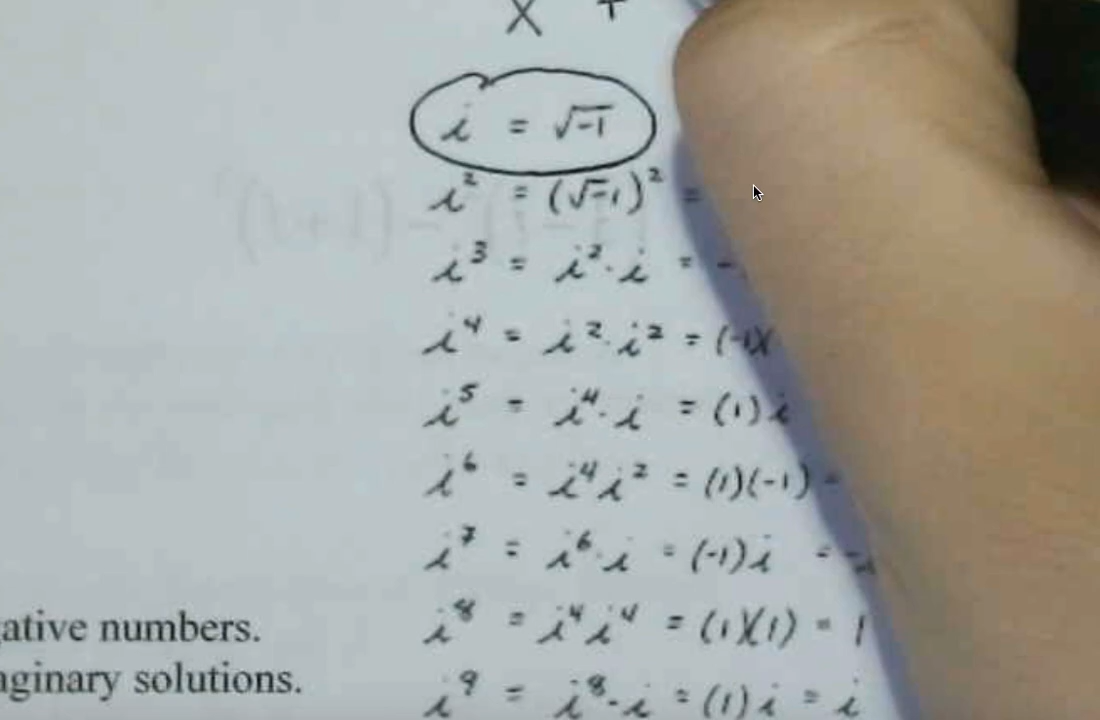 x +
i = √-1
i² = (√-1)² =
i³ = i²·i = -
i⁴ = i²·i² = (-1)(
i⁵ = i⁴·i = (1)i
i⁶ = i⁴i² = (1)(-1) =
i⁷ = i⁶·i = (-1)i = -i
ative numbers.
i⁸ = i⁴i⁴ = (1)(1) = 1
aginary solutions.
i⁹ = i⁸·i = (1)i = i